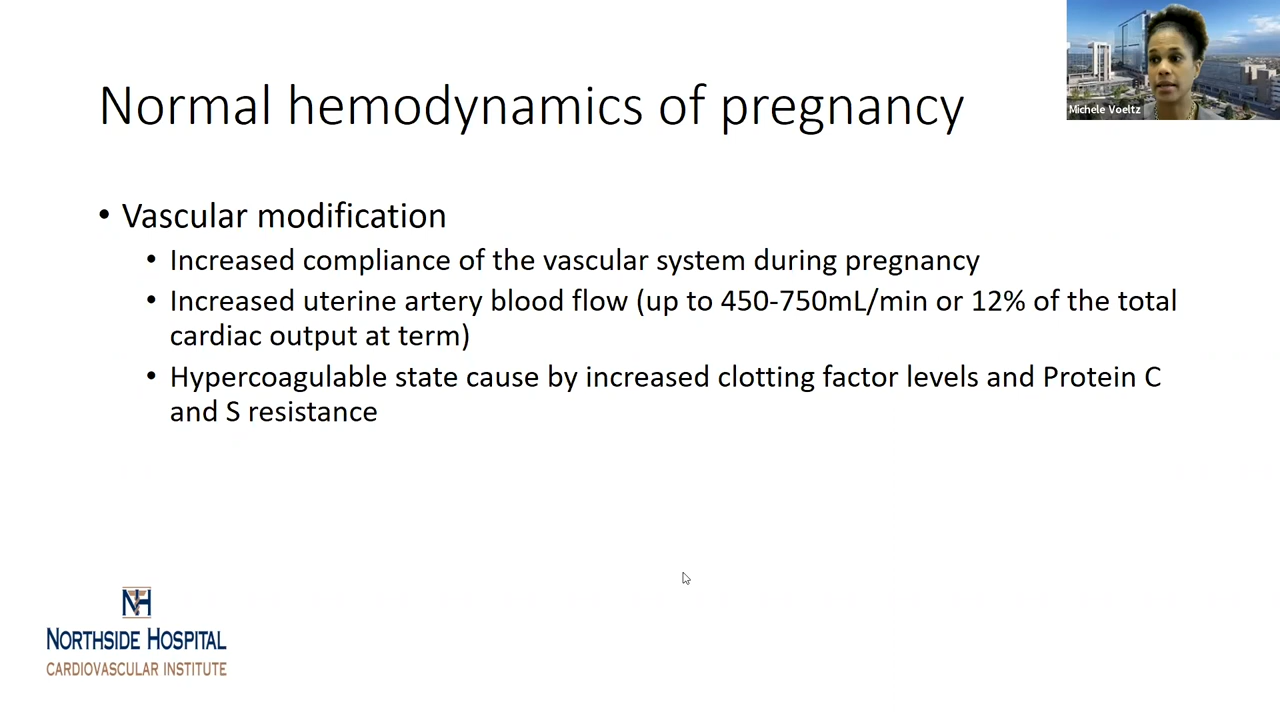 Normal hemodynamics of pregnancy
Michele Voeltz
• Vascular modification
• Increased compliance of the vascular system during pregnancy
• Increased uterine artery blood flow (up to 450-750mL/min or 12% of the total
cardiac output at term)
• Hypercoagulable state cause by increased clotting factor levels and Protein C
and S resistance
NH
NORTHSIDE HOSPITAL
CARDIOVASCULAR INSTITUTE